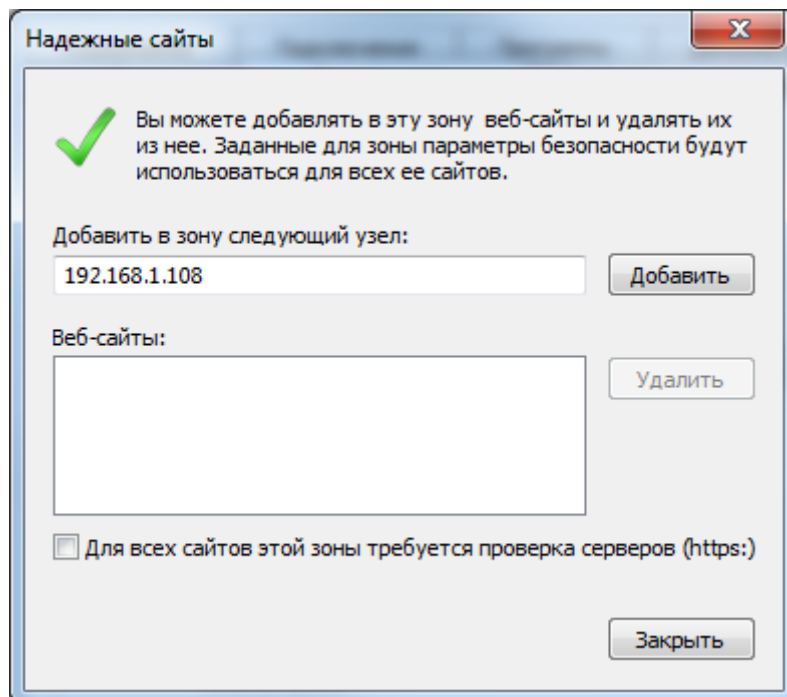 Надежные сайты
Вы можете добавлять в эту зону веб-сайты и удалять их
из нее. Заданные для зоны параметры безопасности будут
использоваться для всех ее сайтов.
Добавить в зону следующий узел:
192.168.1.108
Добавить
Веб-сайты:
Удалить
Для всех сайтов этой зоны требуется проверка серверов (https:)
Закрыть